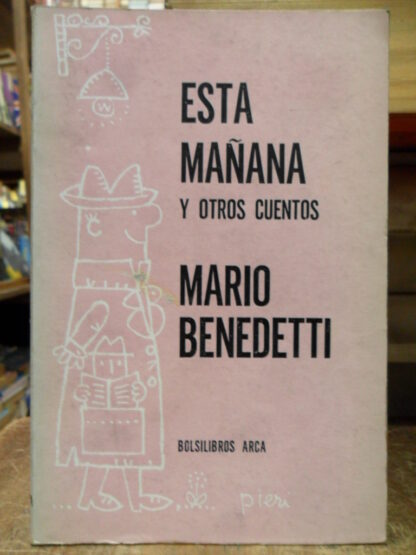 ESTA
MAÑANA
Y OTROS CUENTOS
MARIO
BENEDETTI
BOLSILIBROS ARCA
pieri